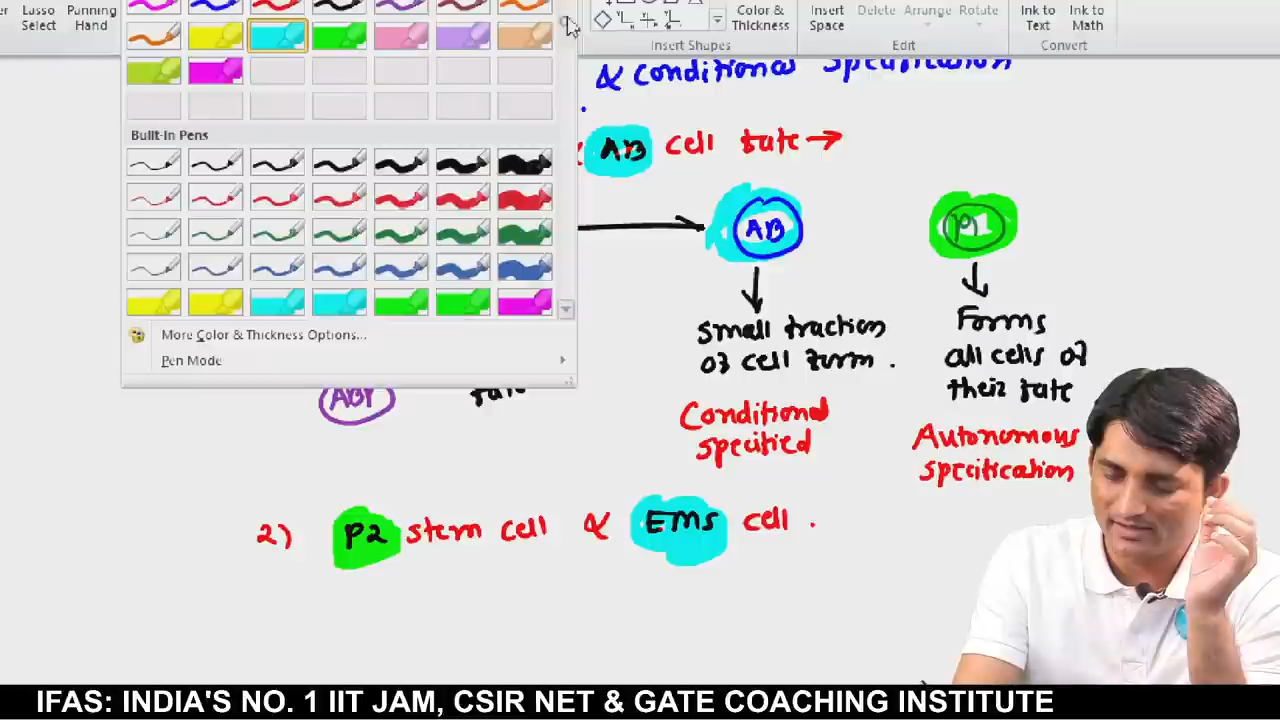 Lasso Select
Panning Hand
Color & Thickness
Insert Shapes
Insert Space
Delete
Arrange
Rotate
Edit
Ink to Text
Ink to Math
Convert
& Conditional Specification
AB cell fate →
Built-In Pens
AB
P1
Small fraction of cell form.
Forms all cells of their fate
More Color & Thickness Options...
Pen Mode
ABP
fate
Conditional specified
Autonomous specification
2) P2 stem cell & EMS cell.
IFAS: INDIA'S NO. 1 IIT JAM, CSIR NET & GATE COACHING INSTITUTE